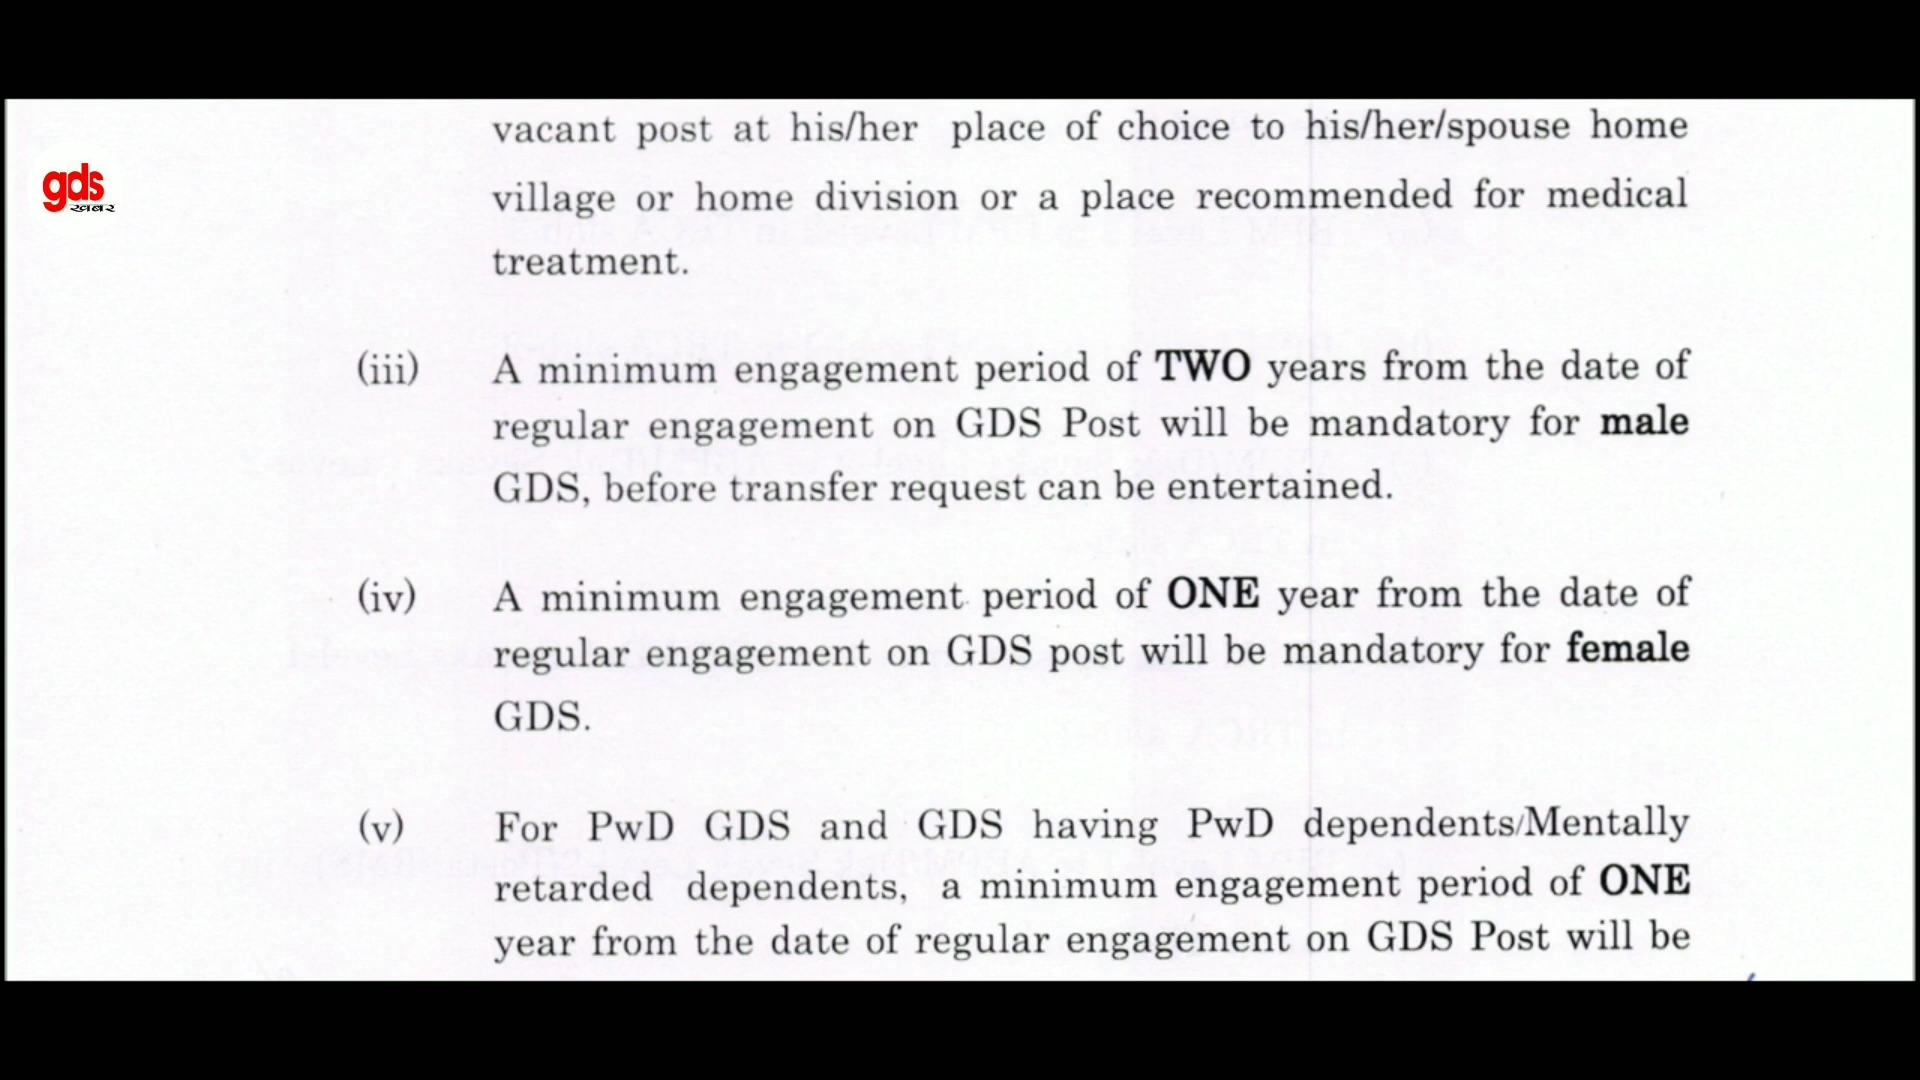 vacant post at his/her place of choice to his/her/spouse home
gds
खबर
village or home division or a place recommended for medical
treatment.
(iii) A minimum engagement period of TWO years from the date of
regular engagement on GDS Post will be mandatory for male
GDS, before transfer request can be entertained.
(iv) A minimum engagement period of ONE year from the date of
regular engagement on GDS post will be mandatory for female
GDS.
(v) For PwD GDS and GDS having PwD dependents/Mentally
retarded dependents, a minimum engagement period of ONE
year from the date of regular engagement on GDS Post will be